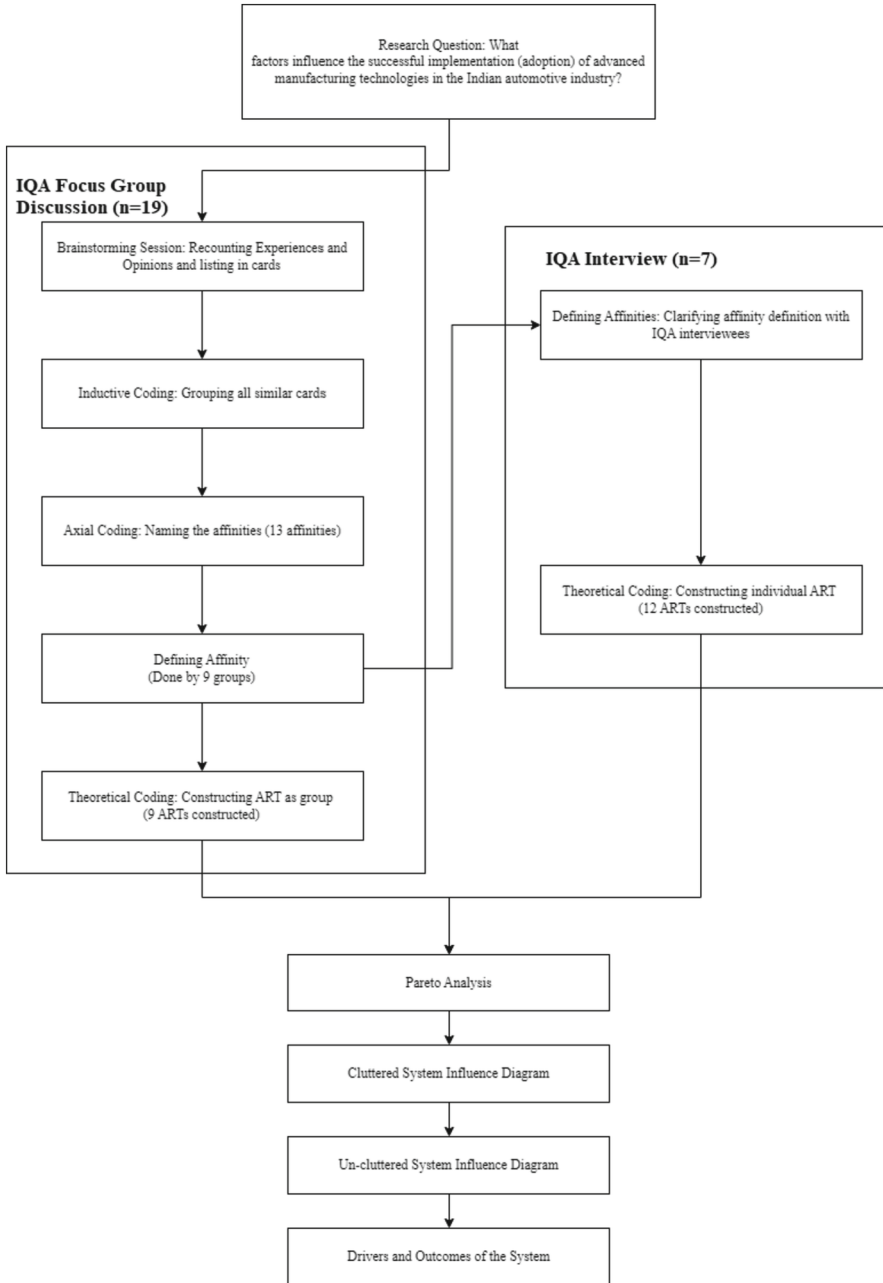 Research Question: What
factors influence the successful implementation (adoption) of advanced
manufacturing technologies in the Indian automotive industry?
IQA Focus Group
Discussion (n=19)
Brainstorming Session: Recounting Experiences and
Opinions and listing in cards
Inductive Coding: Grouping all similar cards
Axial Coding: Naming the affinities (13 affinities)
Defining Affinity
(Done by 9 groups)
Theoretical Coding: Constructing ART as group
(9 ARTs constructed)
IQA Interview (n=7)
Defining Affinities: Clarifying affinity definition with
IQA interviewees
Theoretical Coding: Constructing individual ART
(12 ARTs constructed)
Pareto Analysis
Cluttered System Influence Diagram
Un-cluttered System Influence Diagram
Drivers and Outcomes of the System